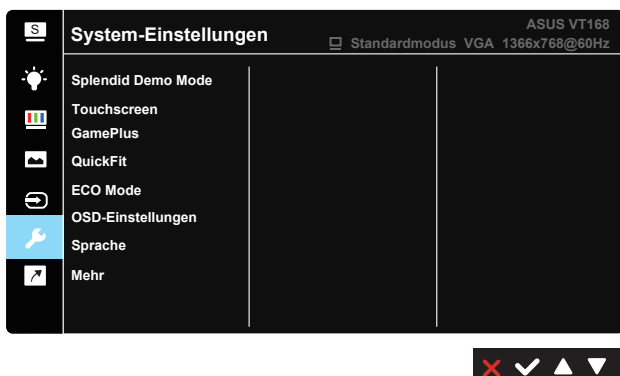 S
System-Einstellungen
ASUS VT168
Standardmodus VGA 1366x768@60Hz
Splendid Demo Mode
Touchscreen
GamePlus
QuickFit
ECO Mode
OSD-Einstellungen
Sprache
Mehr